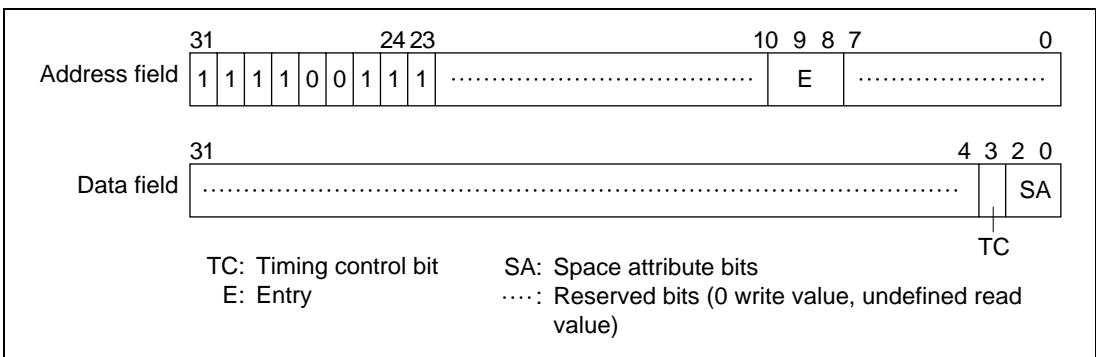 31 24 23 10 9 8 7 0
Address field 1 1 1 1 0 0 1 1 1 ······ E ······
31 4 3 2 0
Data field ······ SA
TC
TC: Timing control bit SA: Space attribute bits
E: Entry ····: Reserved bits (0 write value, undefined read
value)